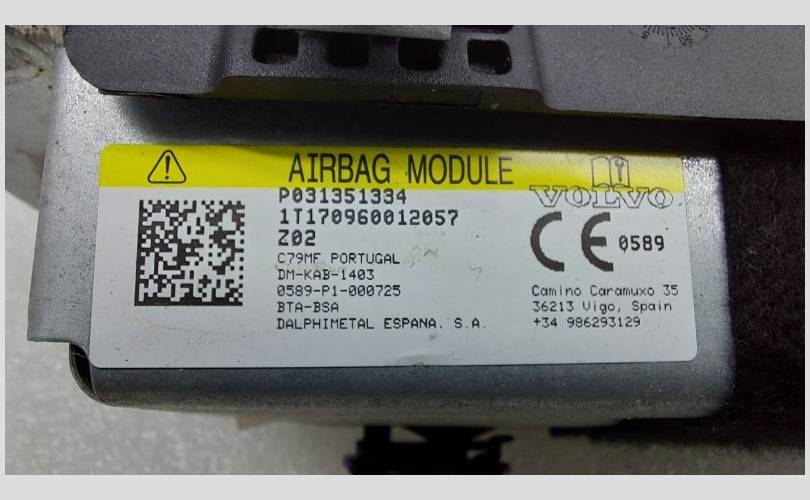 AIRBAG MODULE
P031351334
1T170960012057
Z02
C79MF PORTUGAL
DM-KAB-1403
0589-P1-000725
BTA-BSA
DALPHIMETAL ESPANA. S.A.
VOLVO
CE 0589
Camino Caramuxo 35
36213 Vigo, Spain
+34 986293129